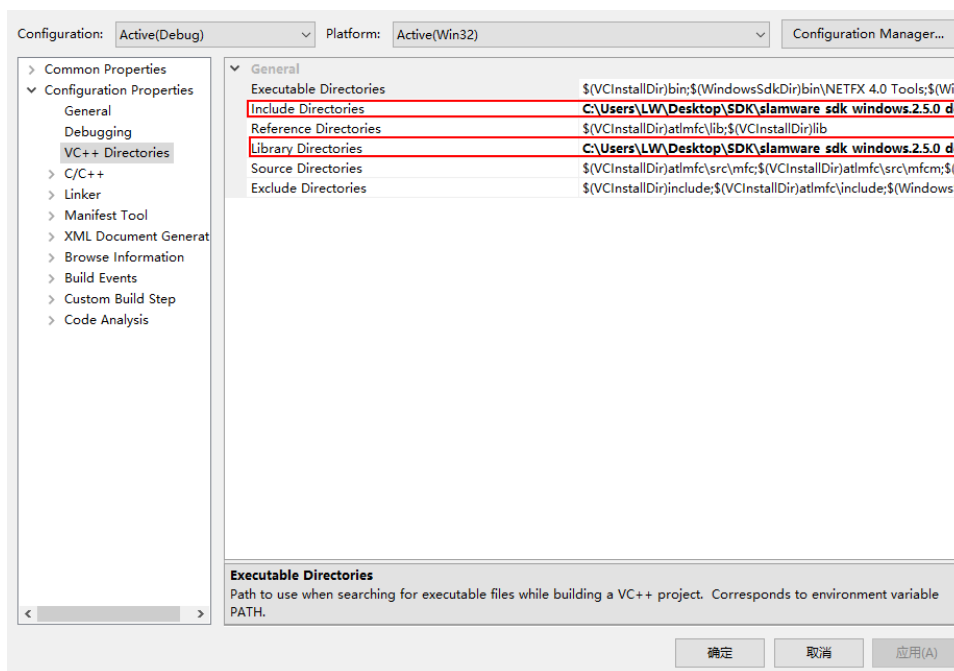 Configuration: Active(Debug) Platform: Active(Win32) Configuration Manager...
Common Properties
Configuration Properties
General
Debugging
VC++ Directories
C/C++
Linker
Manifest Tool
XML Document Generat
Browse Information
Build Events
Custom Build Step
Code Analysis
General
Executable Directories $(VCInstallDir)bin;$(WindowsSdkDir)bin\NETFX 4.0 Tools;$(Wi
Include Directories C:\Users\LW\Desktop\SDK\slamware sdk windows.2.5.0 d
Reference Directories $(VCInstallDir)atlmfc\lib;$(VCInstallDir)lib
Library Directories C:\Users\LW\Desktop\SDK\slamware sdk windows.2.5.0 d
Source Directories $(VCInstallDir)atlmfc\src\mfc;$(VCInstallDir)atlmfc\src\mfcm;$(
Exclude Directories $(VCInstallDir)include;$(VCInstallDir)atlmfc\include;$(Windows
Executable Directories
Path to use when searching for executable files while building a VC++ project. Corresponds to environment variable
PATH.
确定 取消 应用(A)